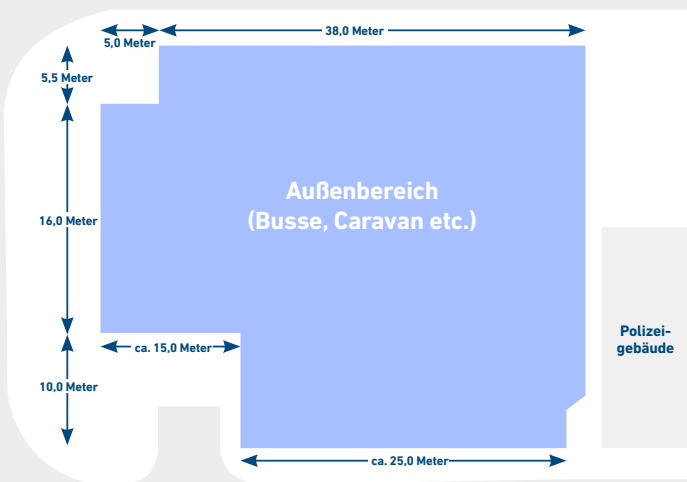 38,0 Meter
5,0 Meter
5,5 Meter
Außenbereich
(Busse, Caravan etc.)
16,0 Meter
Polizei-
gebäude
ca. 15,0 Meter
10,0 Meter
ca. 25,0 Meter